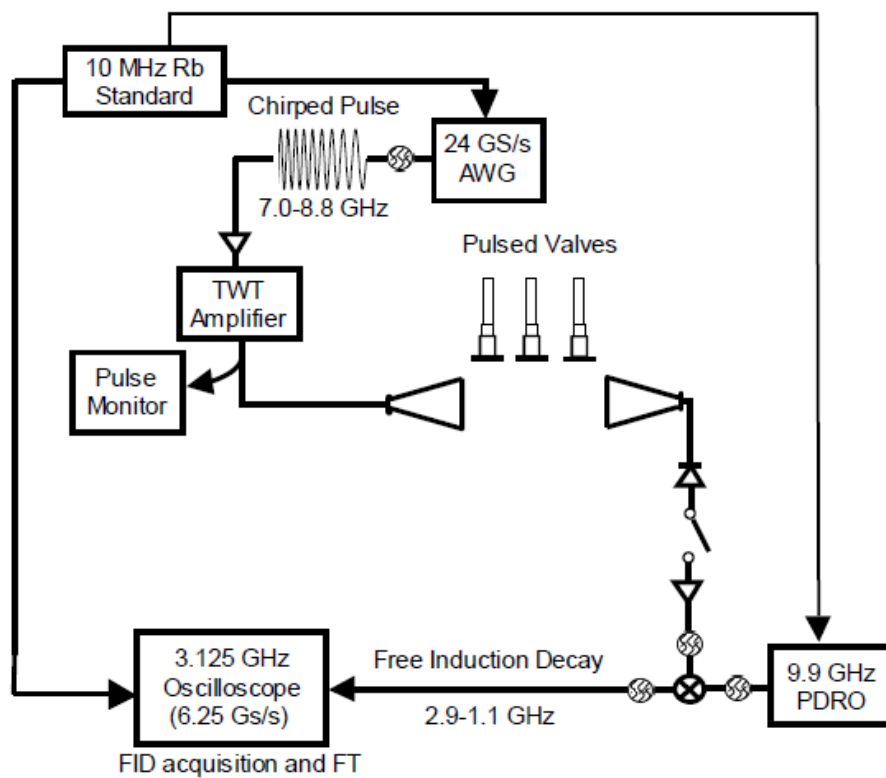 10 MHz Rb
Standard
Chirped Pulse
24 GS/s
AWG
7.0-8.8 GHz
Pulsed Valves
TWT
Amplifier
Pulse
Monitor
3.125 GHz
Oscilloscope
(6.25 Gs/s)
Free Induction Decay
2.9-1.1 GHz
9.9 GHz
PDRO
FID acquisition and FT